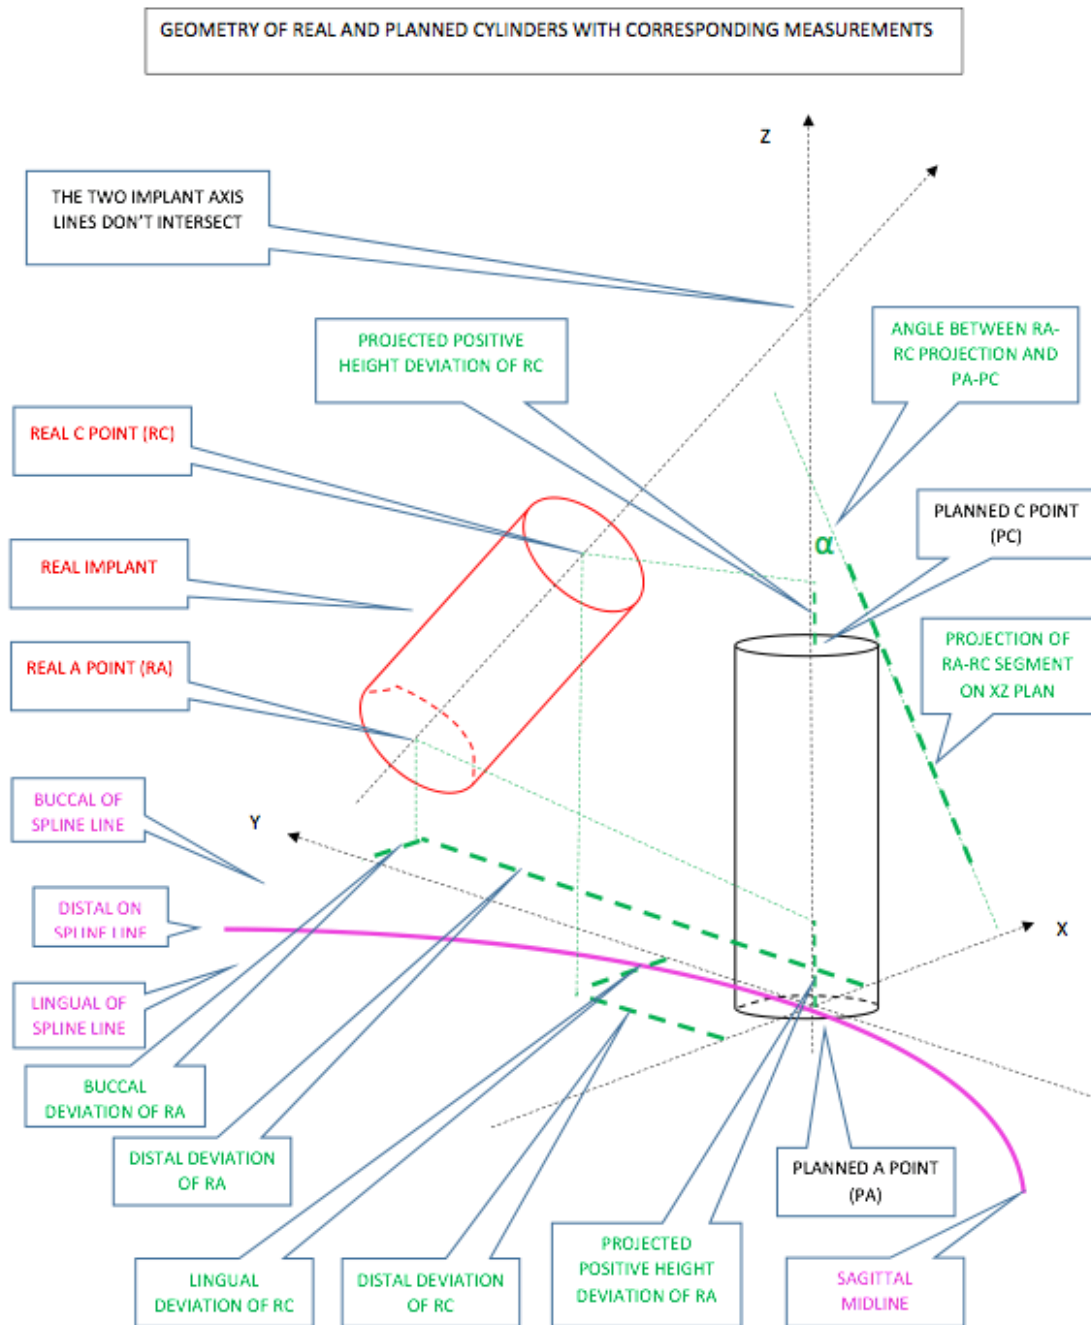 GEOMETRY OF REAL AND PLANNED CYLINDERS WITH CORRESPONDING MEASUREMENTS
Z
THE TWO IMPLANT AXIS
LINES DON'T INTERSECT
PROJECTED POSITIVE
HEIGHT DEVIATION OF RC
ANGLE BETWEEN RA-
RC PROJECTION AND
PA-PC
REAL C POINT (RC)
PLANNED C POINT
(PC)
α
REAL IMPLANT
REAL A POINT (RA)
PROJECTION OF
RA-RC SEGMENT
ON XZ PLAN
BUCCAL OF
SPLINE LINE
Y
DISTAL ON
SPLINE LINE
X
LINGUAL OF
SPLINE LINE
BUCCAL
DEVIATION OF RA
DISTAL DEVIATION
OF RA
PLANNED A POINT
(PA)
LINGUAL
DEVIATION OF RC
DISTAL DEVIATION
OF RC
PROJECTED
POSITIVE HEIGHT
DEVIATION OF RA
SAGITTAL
MIDLINE